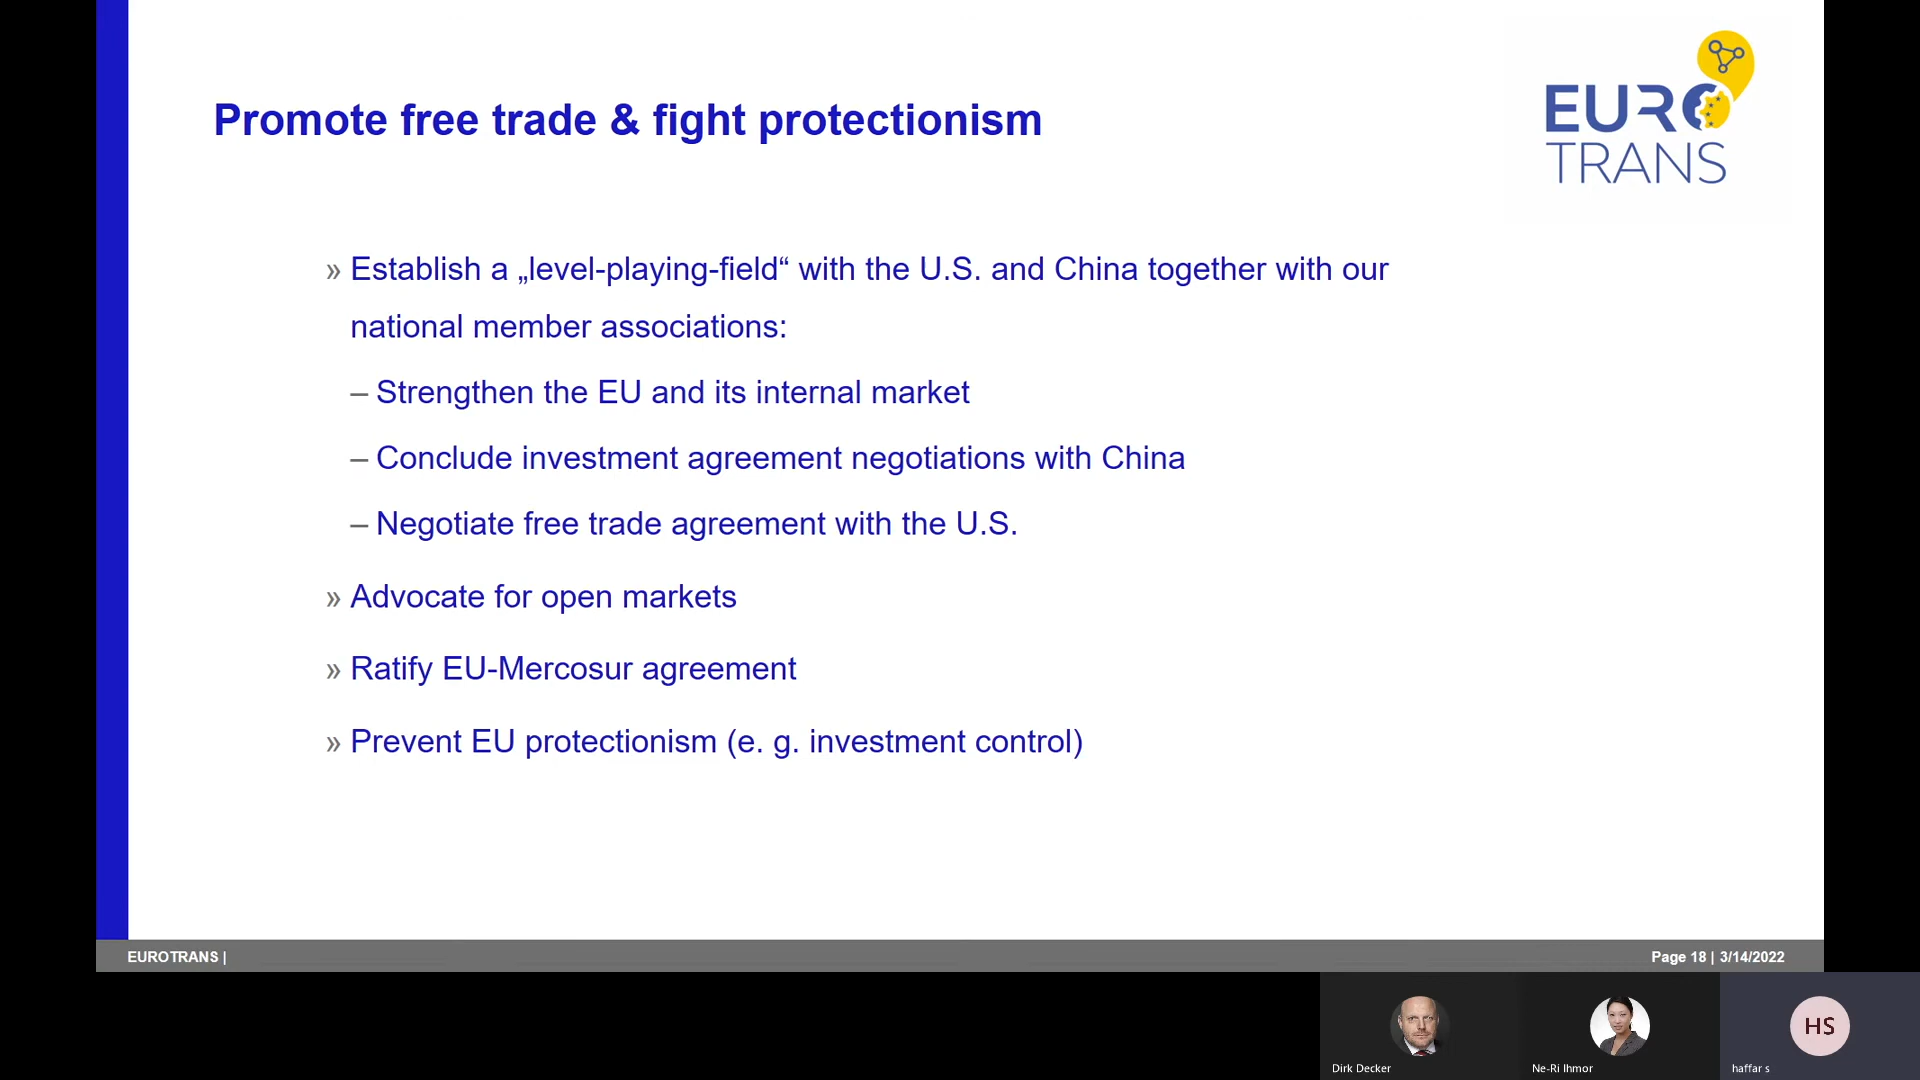 EURO
TRANS
Promote free trade & fight protectionism
» Establish a „level-playing-field“ with the U.S. and China together with our
national member associations:
– Strengthen the EU and its internal market
– Conclude investment agreement negotiations with China
– Negotiate free trade agreement with the U.S.
» Advocate for open markets
» Ratify EU-Mercosur agreement
» Prevent EU protectionism (e. g. investment control)
EUROTRANS |
Page 18 | 3/14/2022
HS
Dirk Decker
Ne-Ri Ihmor
haffar s